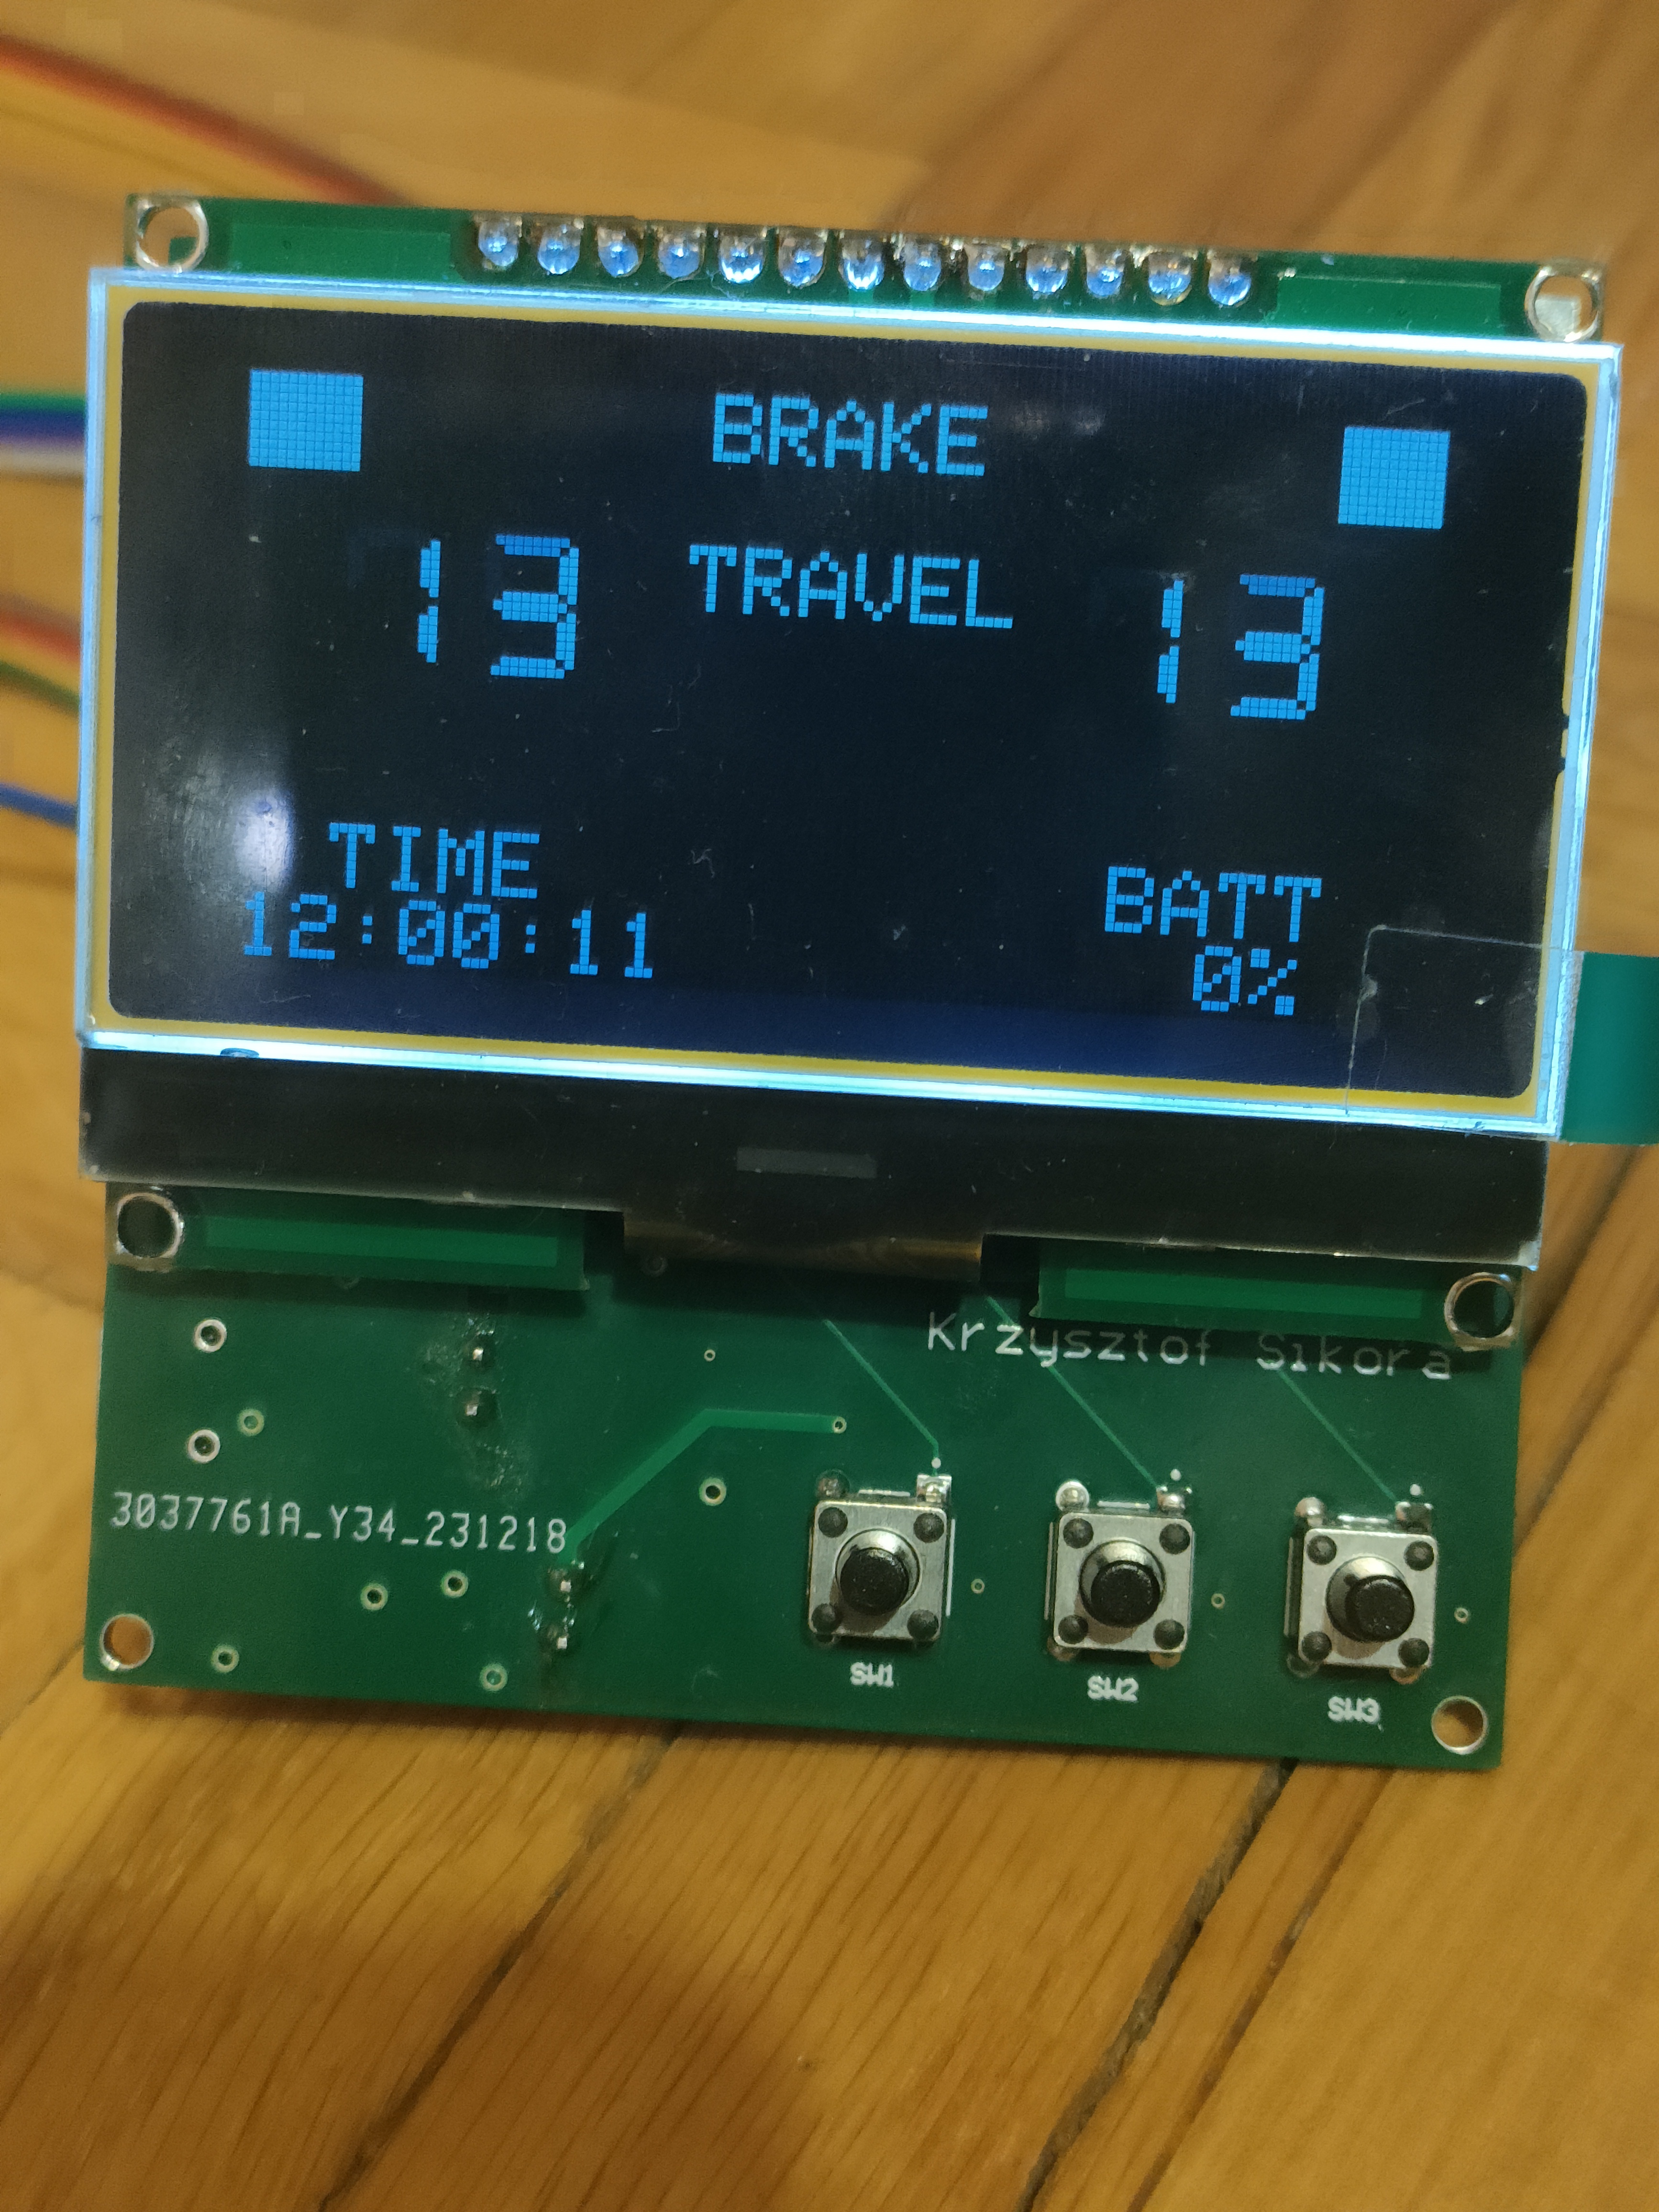 BRAKE
13 TRAVEL 13
TIME
12:00:11
BATT
0%
Krzysztof Sikora
3037761A_Y34_231218
SW1
SW2
SW3